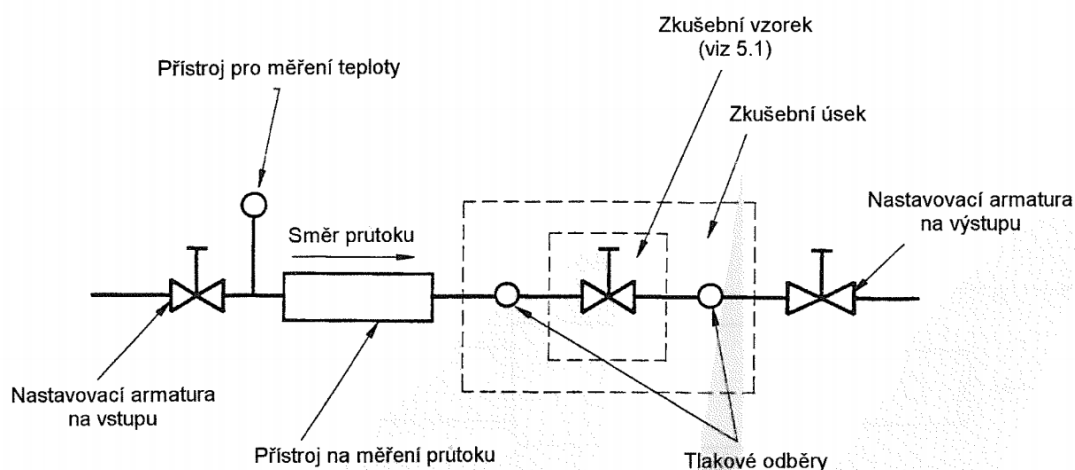 Zkušební vzorek
(viz 5.1)
Přístroj pro měření teploty
Zkušební úsek
Nastavovací armatura
na výstupu
Směr prutoku
Nastavovací armatura
na vstupu
Přístroj na měření prutoku
Tlakové odběry